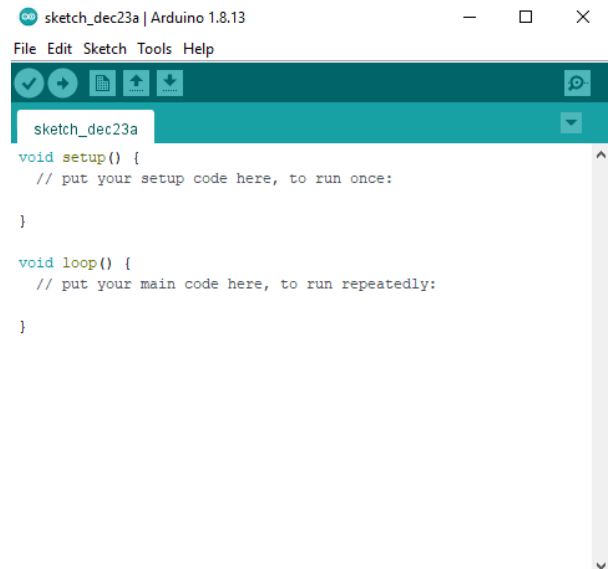 sketch_dec23a | Arduino 1.8.13
File Edit Sketch Tools Help
sketch_dec23a
void setup() {
  // put your setup code here, to run once:

}

void loop() {
  // put your main code here, to run repeatedly:

}